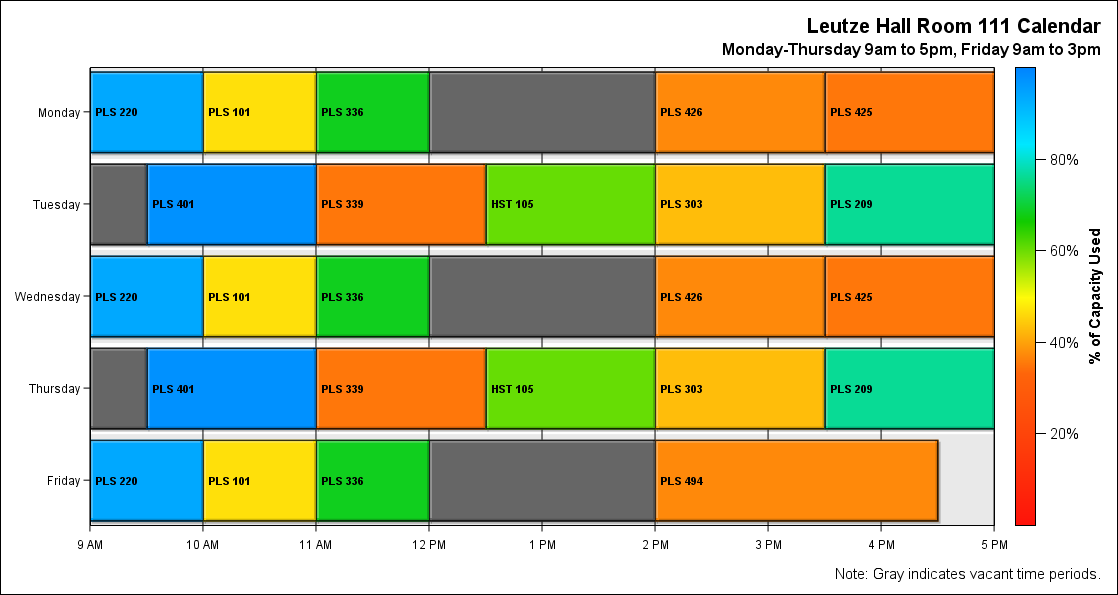 Leutze Hall Room 111 Calendar
Monday-Thursday 9am to 5pm, Friday 9am to 3pm
Monday PLS 220 PLS 101 PLS 336 PLS 426 PLS 425
Tuesday PLS 401 PLS 339 HST 105 PLS 303 PLS 209
Wednesday PLS 220 PLS 101 PLS 336 PLS 426 PLS 425
Thursday PLS 401 PLS 339 HST 105 PLS 303 PLS 209
Friday PLS 220 PLS 101 PLS 336 PLS 494
9 AM 10 AM 11 AM 12 PM 1 PM 2 PM 3 PM 4 PM 5 PM
80%
60%
40%
20%
% of Capacity Used
Note: Gray indicates vacant time periods.